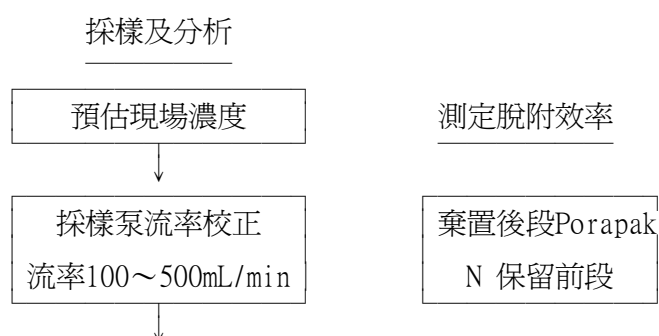 採樣及分析
預估現場濃度
測定脫附效率
採樣泵流率校正
流率100～500mL/min
棄置後段Porapak
N 保留前段